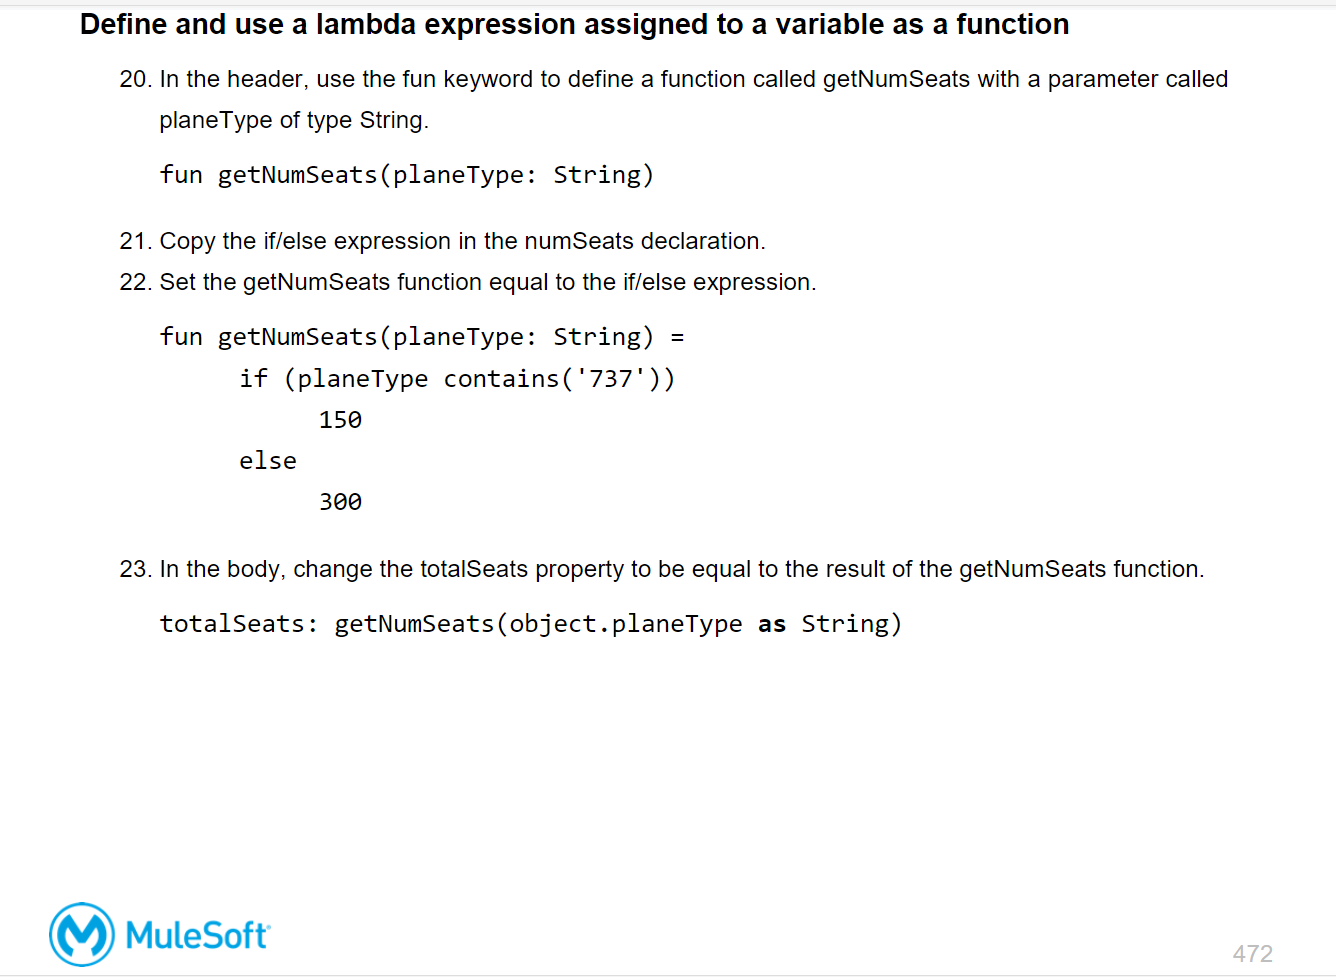 Define and use a lambda expression assigned to a variable as a function
20. In the header, use the fun keyword to define a function called getNumSeats with a parameter called
planeType of type String.
fun getNumSeats(planeType: String)
21. Copy the if/else expression in the numSeats declaration.
22. Set the getNumSeats function equal to the if/else expression.
fun getNumSeats(planeType: String) =
if (planeType contains('737'))
150
else
300
23. In the body, change the totalSeats property to be equal to the result of the getNumSeats function.
totalSeats: getNumSeats(object.planeType as String)
MuleSoft
472